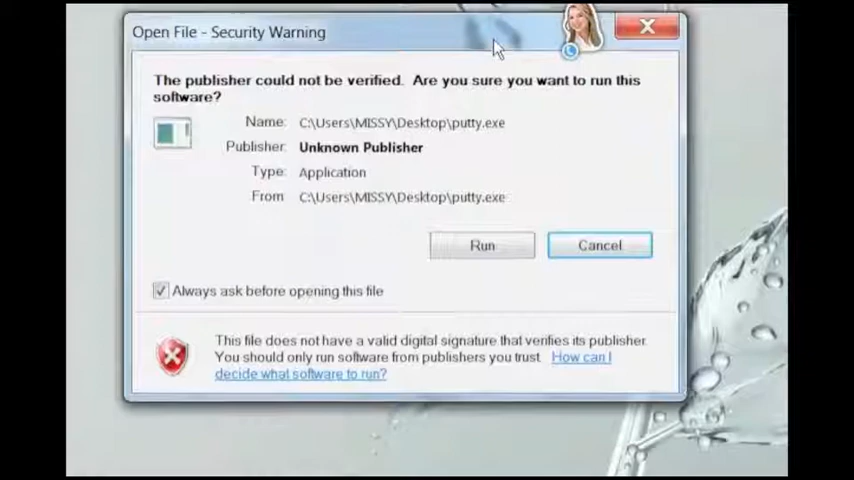 Open File - Security Warning
The publisher could not be verified. Are you sure you want to run this
software?
Name: C:\Users\MISSY\Desktop\putty.exe
Publisher: Unknown Publisher
Type: Application
From C:\Users\MISSY\Desktop\putty.exe
Run Cancel
Always ask before opening this file
This file does not have a valid digital signature that verifies its publisher.
You should only run software from publishers you trust. How can I
decide what software to run?